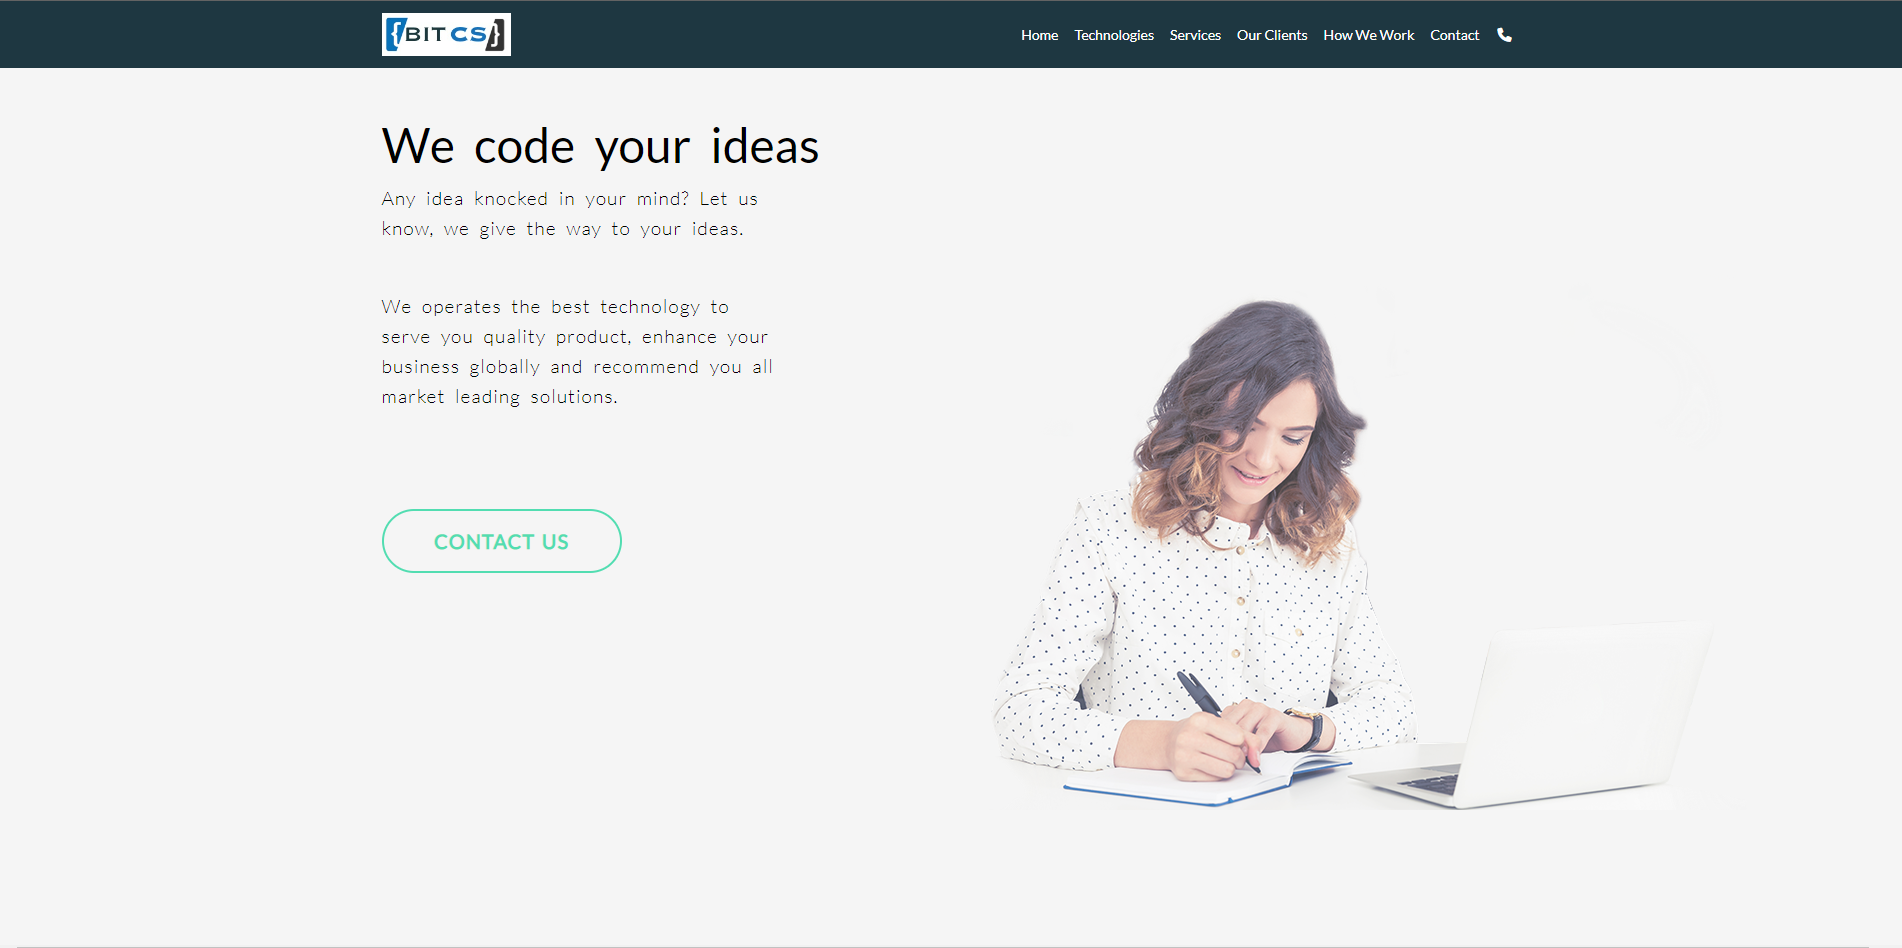 {BIT CS}
Home Technologies Services Our Clients How We Work Contact
We code your ideas
Any idea knocked in your mind? Let us
know, we give the way to your ideas.
We operates the best technology to
serve you quality product, enhance your
business globally and recommend you all
market leading solutions.
CONTACT US